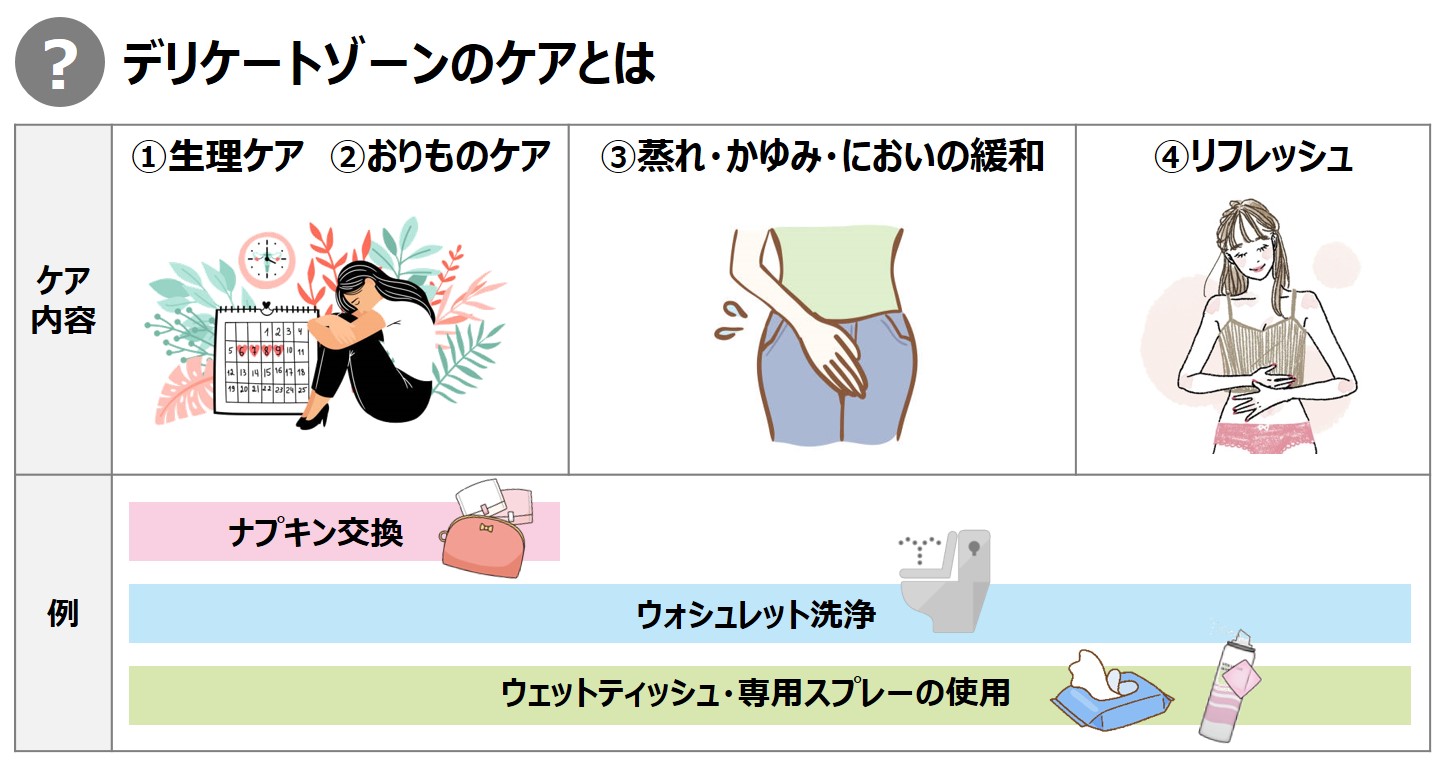 ?
デリケートゾーンのケアとは
①生理ケア ②おりものケア
③蒸れ・かゆみ・においの緩和
④リフレッシュ
ケア
内容
1 2 3 4
5 6 7 8 9 10 11
12 13 14 15 16 17 18
19 20 21 22 23 24 25
例
ナプキン交換
ウォシュレット洗浄
ウェットティッシュ・専用スプレーの使用